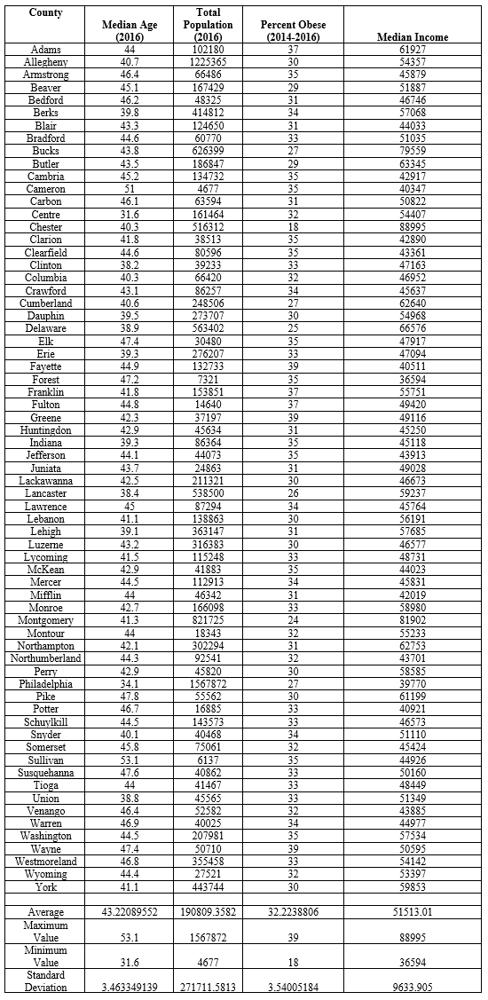 County Median Age (2016) Total Population (2016) Percent Obese (2014-2016) Median Income
Adams 44 102180 37 61927
Allegheny 40.7 1225365 30 54357
Armstrong 46.4 66486 35 45879
Beaver 45.1 167429 29 51887
Bedford 46.2 48325 31 46746
Berks 39.8 414812 34 57068
Blair 43.3 124650 31 44033
Bradford 44.6 60770 33 51035
Bucks 43.8 626399 27 79559
Butler 43.5 186847 29 63345
Cambria 45.2 134732 35 42917
Cameron 51 4677 35 40347
Carbon 46.1 63594 31 50822
Centre 31.6 161464 32 54407
Chester 40.3 516312 18 88995
Clarion 41.8 38513 35 42890
Clearfield 44.6 80596 35 43361
Clinton 38.2 39233 33 47163
Columbia 40.3 66420 32 46952
Crawford 43.1 86257 34 45637
Cumberland 40.6 248506 27 62640
Dauphin 39.5 273707 30 54968
Delaware 38.9 563402 25 66576
Elk 47.4 30480 35 47917
Erie 39.3 276207 33 47094
Fayette 44.9 132733 39 40511
Forest 47.2 7321 35 36594
Franklin 41.8 153851 37 55751
Fulton 44.8 14640 37 49420
Greene 42.3 37197 39 49116
Huntingdon 42.9 45634 31 45250
Indiana 39.3 86364 35 45118
Jefferson 44.1 44073 35 43913
Juniata 43.7 24863 31 49028
Lackawanna 42.5 211321 30 46673
Lancaster 38.4 538500 26 59237
Lawrence 45 87294 34 45764
Lebanon 41.1 138863 30 56191
Lehigh 39.1 363147 31 57685
Luzerne 43.2 316383 30 46577
Lycoming 41.5 115248 33 48731
McKean 42.9 41883 35 44023
Mercer 44.5 112913 34 45831
Mifflin 44 46342 31 42019
Monroe 42.7 166098 33 58980
Montgomery 41.3 821725 24 81902
Montour 44 18343 32 55233
Northampton 42.1 302294 31 62753
Northumberland 44.3 92541 32 43701
Perry 42.9 45820 30 58585
Philadelphia 34.1 1567872 27 39770
Pike 47.8 55562 30 61199
Potter 46.7 16885 33 40921
Schuylkill 44.5 143573 33 46573
Snyder 40.1 40468 34 51110
Somerset 45.8 75061 32 45424
Sullivan 53.1 6137 35 44926
Susquehanna 47.6 40862 33 50160
Tioga 44 41467 33 48449
Union 38.8 45565 33 51349
Venango 46.4 52582 32 43885
Warren 46.9 40025 34 44977
Washington 44.5 207981 35 57534
Wayne 47.4 50710 39 50595
Westmoreland 46.8 355458 33 54142
Wyoming 44.4 27521 32 53397
York 41.1 443744 30 59853
Average 43.22089552 190809.3582 32.2238806 51513.01
Maximum Value 53.1 1567872 39 88995
Minimum Value 31.6 4677 18 36594
Standard Deviation 3.463349139 271711.5813 3.54005184 9633.905